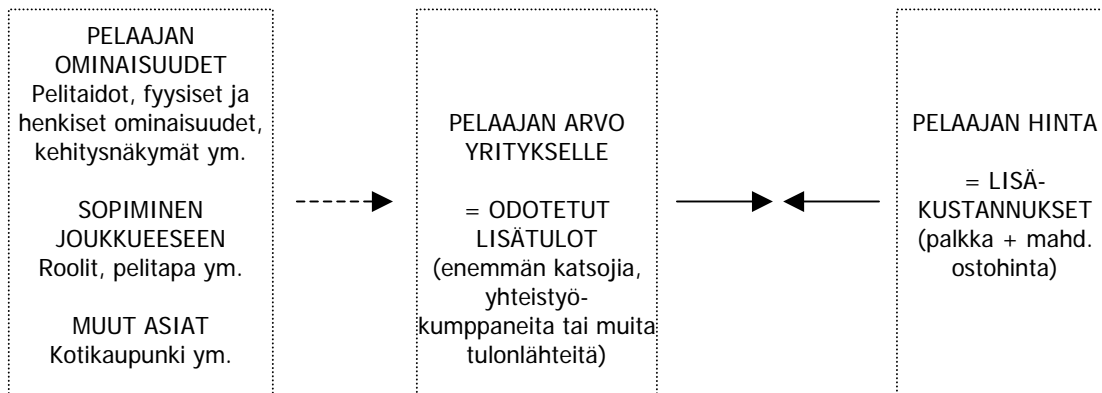 PELAAJAN
OMINAISUUDET
Pelitaidot, fyysiset ja
henkiset ominaisuudet,
kehitysnäkymät ym.
SOPIMINEN
JOUKKUEESEEN
Roolit, pelitapa ym.
MUUT ASIAT
Kotikaupunki ym.
PELAAJAN ARVO
YRITYKSELLE
= ODOTETUT
LISÄTULOT
(enemmän katsojia,
yhteistyö-
kumppaneita tai muita
tulonlähteitä)
PELAAJAN HINTA
= LISÄ-
KUSTANNUKSET
(palkka + mahd.
ostohinta)